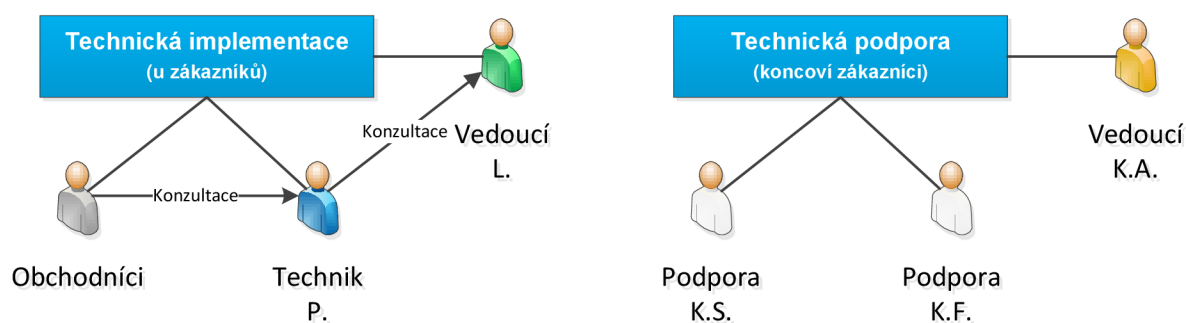 Technická implementace
(u zákazníků)
Konzultace
Vedoucí
L.
Konzultace
Obchodníci
Technik
P.
Technická podpora
(koncoví zákazníci)
Vedoucí
K.A.
Podpora
K.S.
Podpora
K.F.